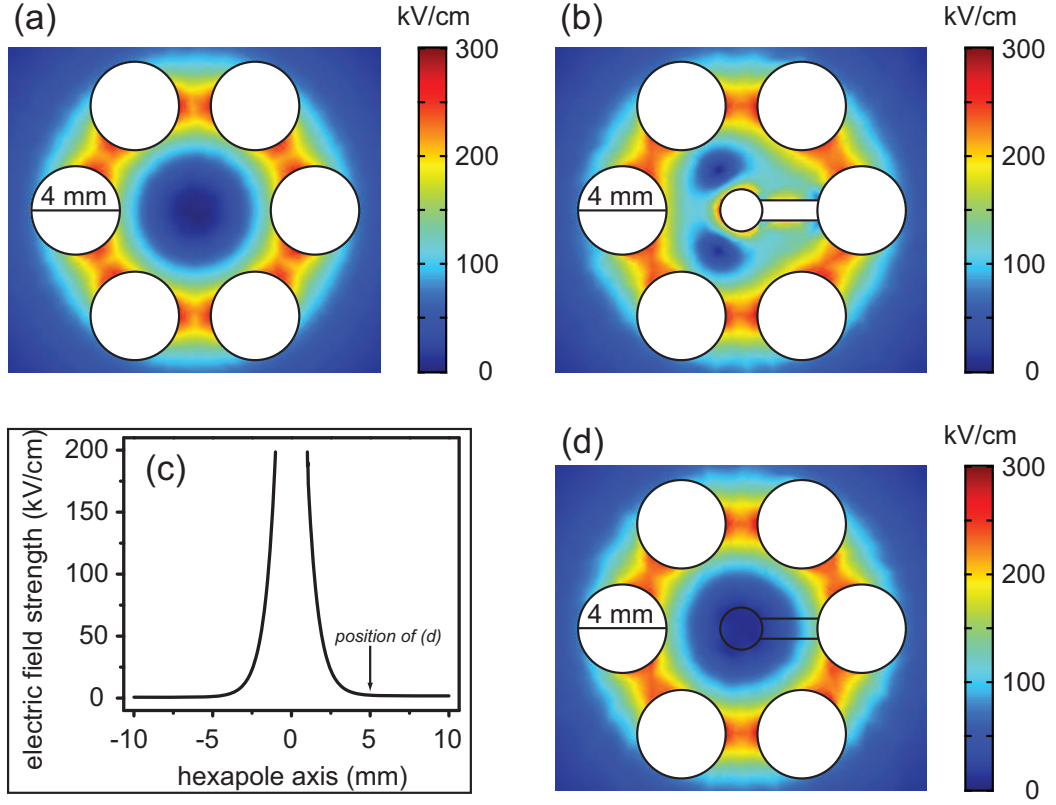 (a)
kV/cm
300
200
100
0
4 mm
(b)
kV/cm
300
200
100
0
4 mm
(c)
electric field strength (kV/cm)
200
150
100
50
0
position of (d)
-10
-5
0
5
10
hexapole axis (mm)
(d)
kV/cm
300
200
100
0
4 mm